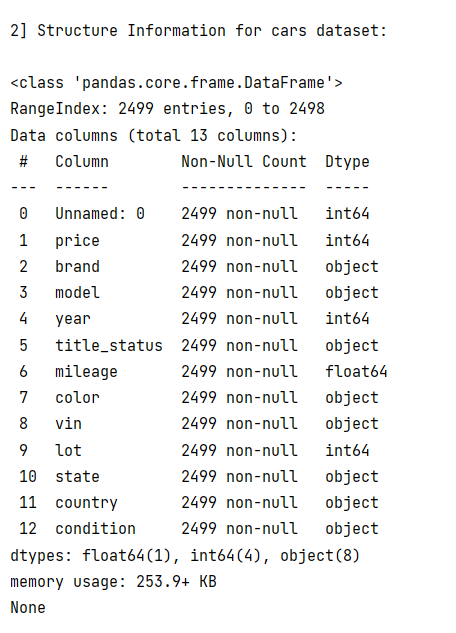 2] Structure Information for cars dataset:
<class 'pandas.core.frame.DataFrame'>
RangeIndex: 2499 entries, 0 to 2498
Data columns (total 13 columns):
 #   Column        Non-Null Count  Dtype
---  ------        --------------  -----
 0   Unnamed: 0    2499 non-null   int64
 1   price         2499 non-null   int64
 2   brand         2499 non-null   object
 3   model         2499 non-null   object
 4   year          2499 non-null   int64
 5   title_status  2499 non-null   object
 6   mileage       2499 non-null   float64
 7   color         2499 non-null   object
 8   vin           2499 non-null   object
 9   lot           2499 non-null   int64
 10  state         2499 non-null   object
 11  country       2499 non-null   object
 12  condition     2499 non-null   object
dtypes: float64(1), int64(4), object(8)
memory usage: 253.9+ KB
None